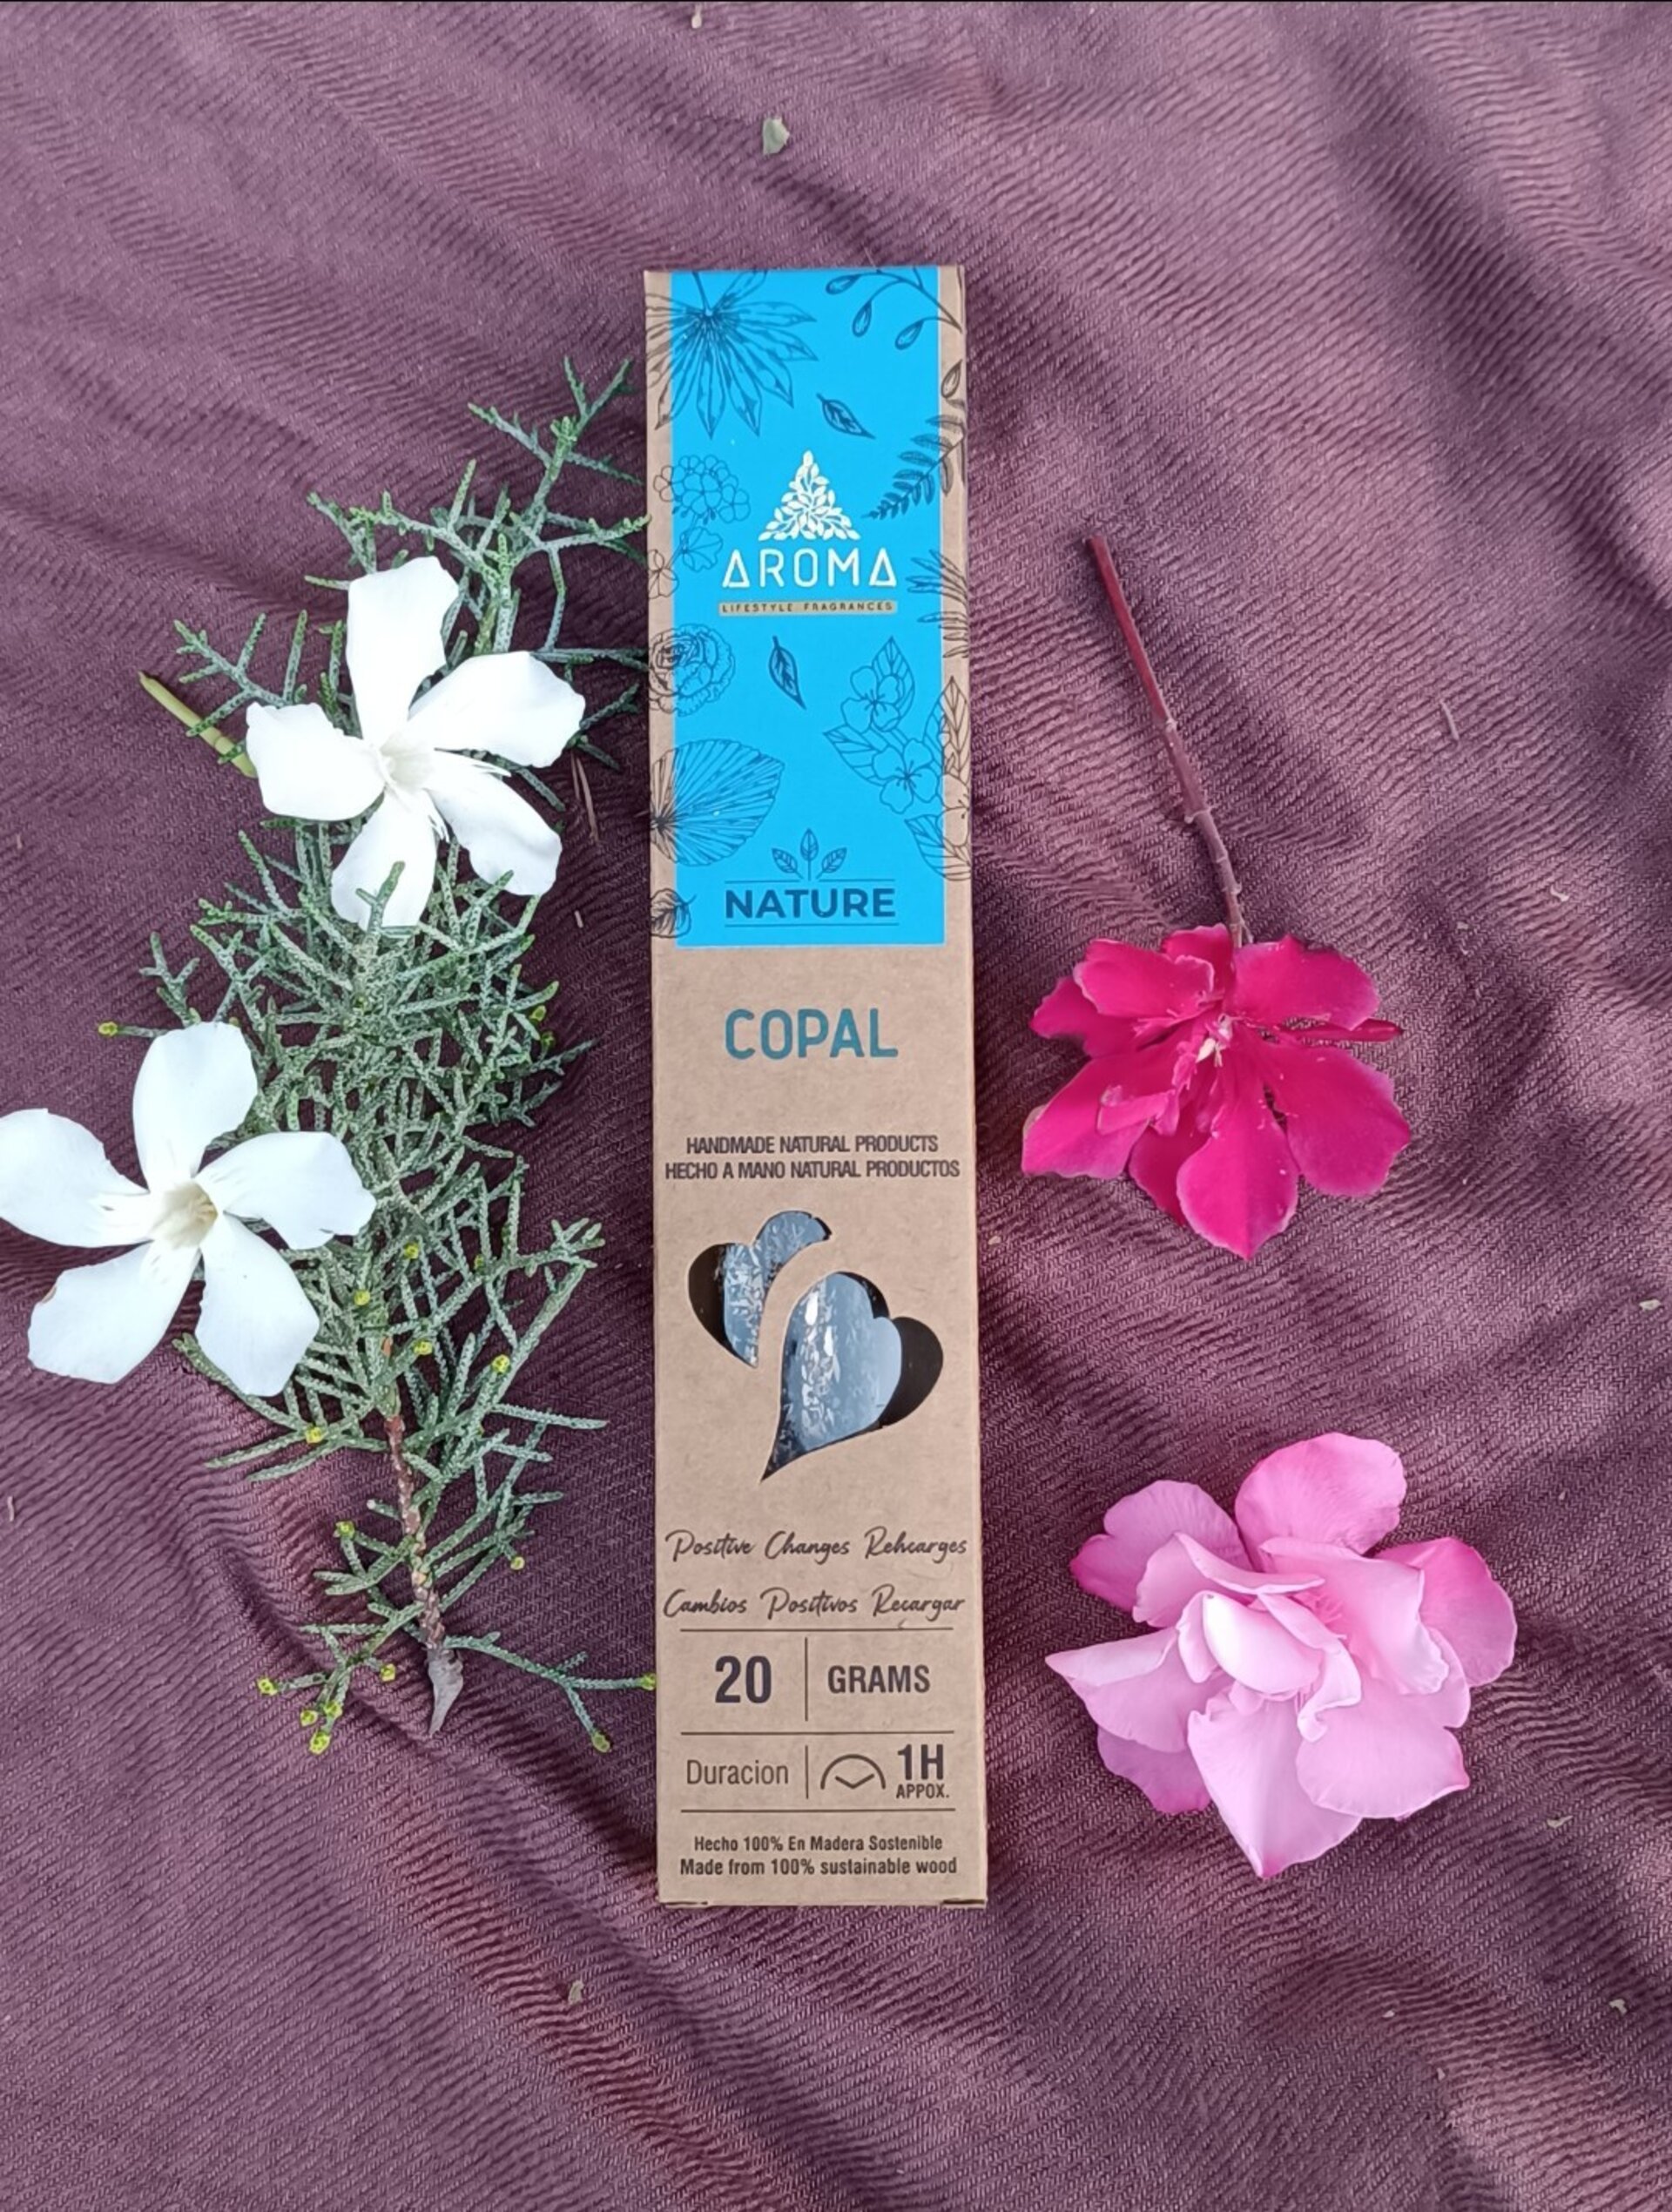 AROMA
LIFESTYLE FRAGRANCES
NATURE
COPAL
HANDMADE NATURAL PRODUCTS
HECHO A MANO NATURAL PRODUCTOS
Positive Changes Rehcarges
Cambios Positivos Recargar
20 GRAMS
Duracion 1H
APPOX.
Hecho 100% En Madera Sostenible
Made from 100% sustainable wood